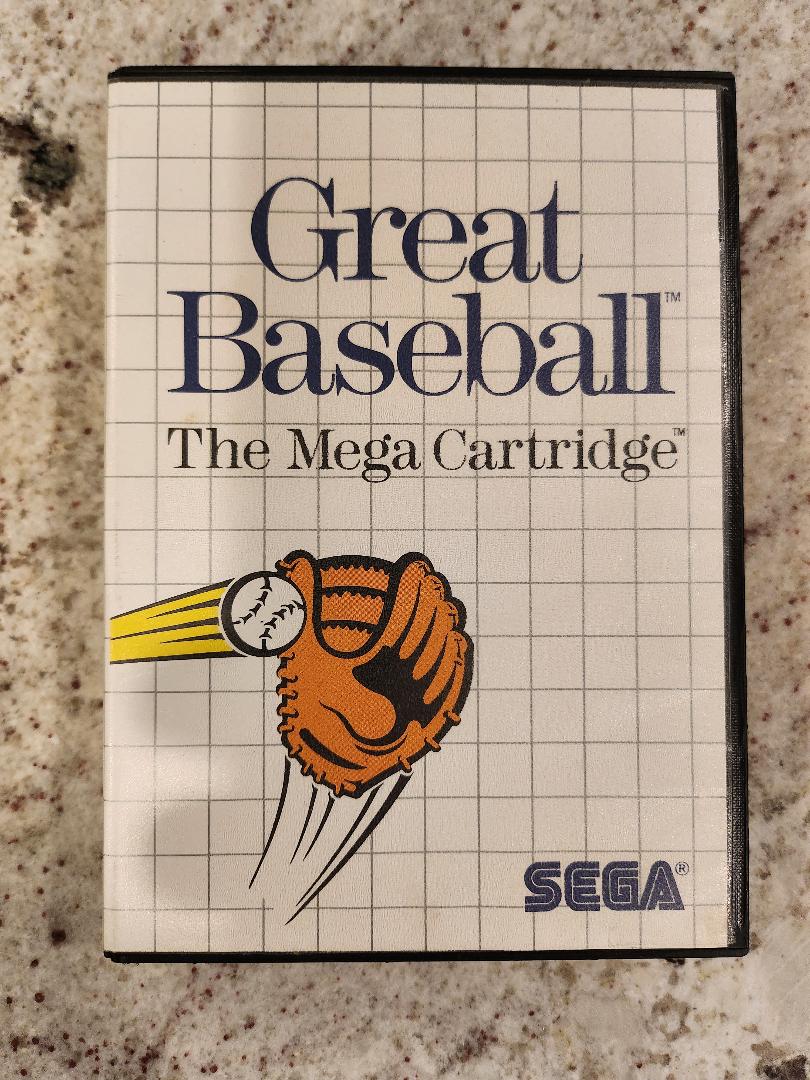 Great
Baseball™
The Mega Cartridge™
SEGA®